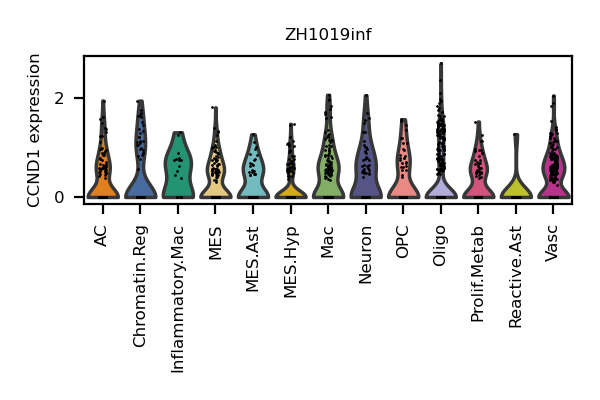 ZH1019inf
CCND1 expression
2
0
AC
Chromatin.Reg
Inflammatory.Mac
MES
MES.Ast
MES.Hyp
Mac
Neuron
OPC
Oligo
Prolif.Metab
Reactive.Ast
Vasc